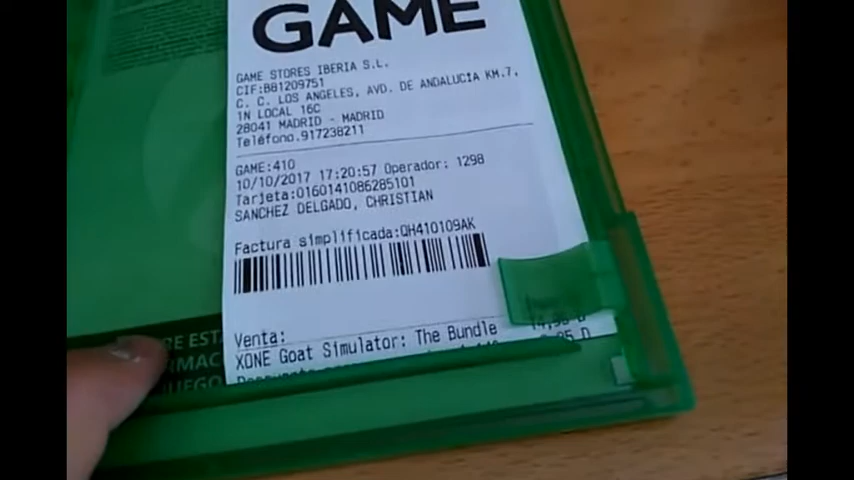 GAME
GAME STORES IBERIA S.L.
CIF:B81209751
C. C. LOS ANGELES, AVD. DE ANDALUCIA KM.7,
1N LOCAL 16C
28041 MADRID - MADRID
Teléfono.917238211
GAME:410
10/10/2017 17:20:57 Operador: 1298
Tarjeta:0160141086285101
SANCHEZ DELGADO, CHRISTIAN
Factura simplificada:QH410109AK
Venta:
XONE Goat Simulator: The Bundle